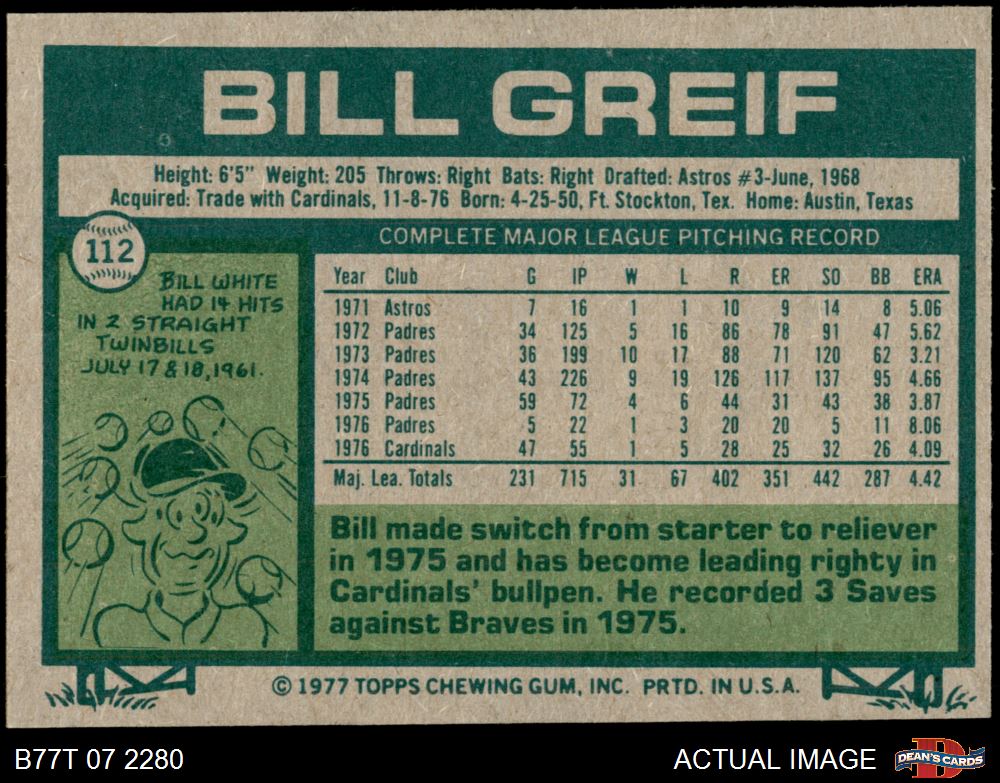 BILL GREIF
Height: 6'5" Weight: 205 Throws: Right Bats: Right Drafted: Astros #3-June, 1968
Acquired: Trade with Cardinals, 11-8-76 Born: 4-25-50, Ft. Stockton, Tex. Home: Austin, Texas
112
BILL WHITE
HAD 14 HITS
IN 2 STRAIGHT
TWINBILLS
JULY 17 & 18, 1961.
COMPLETE MAJOR LEAGUE PITCHING RECORD
Year Club G IP W L R ER SO BB ERA
1971 Astros 7 16 1 1 10 9 14 8 5.06
1972 Padres 34 125 5 16 86 78 91 47 5.62
1973 Padres 36 199 10 17 88 71 120 62 3.21
1974 Padres 43 226 9 19 126 117 137 95 4.66
1975 Padres 59 72 4 6 44 31 43 38 3.87
1976 Padres 5 22 1 3 20 20 5 11 8.06
1976 Cardinals 47 55 1 5 28 25 32 26 4.09
Maj. Lea. Totals 231 715 31 67 402 351 442 287 4.42
Bill made switch from starter to reliever
in 1975 and has become leading righty in
Cardinals' bullpen. He recorded 3 Saves
against Braves in 1975.
© 1977 TOPPS CHEWING GUM, INC. PRTD. IN U.S.A.
B77T 07 2280
ACTUAL IMAGE
D
DEAN'S CARDS